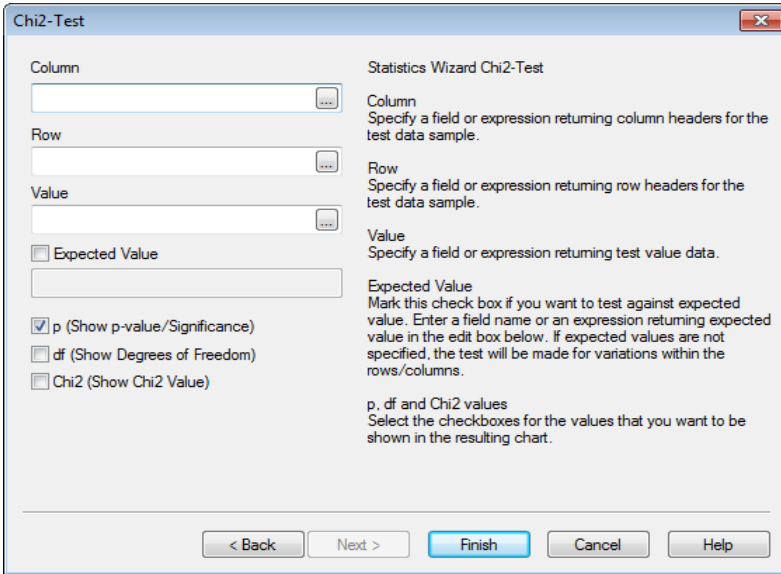 Chi2-Test
Column
...
Row
...
Value
...
Expected Value
p (Show p-value/Significance)
df (Show Degrees of Freedom)
Chi2 (Show Chi2 Value)
Statistics Wizard Chi2-Test
Column
Specify a field or expression returning column headers for the
test data sample.
Row
Specify a field or expression returning row headers for the
test data sample.
Value
Specify a field or expression returning test value data.
Expected Value
Mark this check box if you want to test against expected
value. Enter a field name or an expression returning expected
value in the edit box below. If expected values are not
specified, the test will be made for variations within the
rows/columns.
p, df and Chi2 values
Select the checkboxes for the values that you want to be
shown in the resulting chart.
< Back
Next >
Finish
Cancel
Help